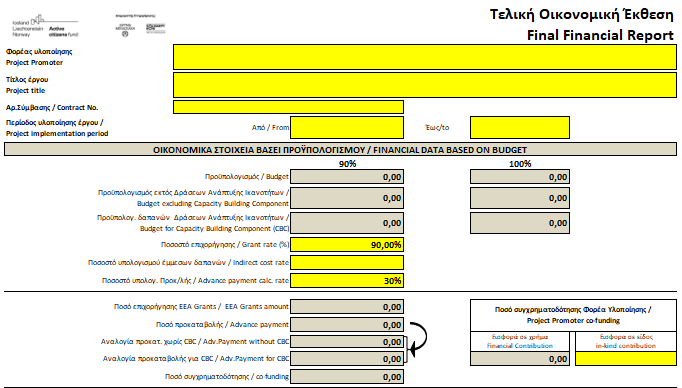 Τελική Οικονομική Έκθεση
Final Financial Report
Iceland
Liechtenstein
Norway
Active
citizens fund
Φορέας υλοποίησης
Project Promoter
Τίτλος έργου
Project title
Αρ.Σύμβασης / Contract No.
Περίοδος υλοποίησης έργου /
Project implementation period
Από / From
Έως/to
ΟΙΚΟΝΟΜΙΚΑ ΣΤΟΙΧΕΙΑ ΒΑΣΕΙ ΠΡΟΫΠΟΛΟΓΙΣΜΟΥ / FINANCIAL DATA BASED ON BUDGET
90% 100%
Προϋπολογισμός / Budget 0,00 0,00
Προϋπολογισμός εκτός Δράσεων Ανάπτυξης Ικανοτήτων /
Budget excluding Capacity Building Component 0,00 0,00
Προϋπολογ. δαπανών Δράσεων Ανάπτυξης Ικανοτήτων /
Budget for Capacity Building Component (CBC) 0,00 0,00
Ποσοστό επιχορήγησης / Grant rate (%) 90,00%
Ποσοστό υπολογισμού έμμεσων δαπανών / Indirect cost rate
Ποσοστό υπολογ. Προκ/λής / Advance payment calc. rate 30%
Ποσό επιχορήγησης EEA Grants / EEA Grants amount 0,00
Ποσό προκαταβολής / Advance payment 0,00
Αναλογία προκατ. χωρίς CBC / Adv.Payment without CBC 0,00
Αναλογία προκαταβολής για CBC / Adv.Payment for CBC 0,00
Ποσό συγχρηματοδότησης / co-funding 0,00
Ποσό συγχρηματοδότησης Φορέα Υλοποίησης /
Project Promoter co-funding
Εισφορά σε χρήμα
Financial Contribution
Εισφορά σε είδος
in-kind contribution
0,00